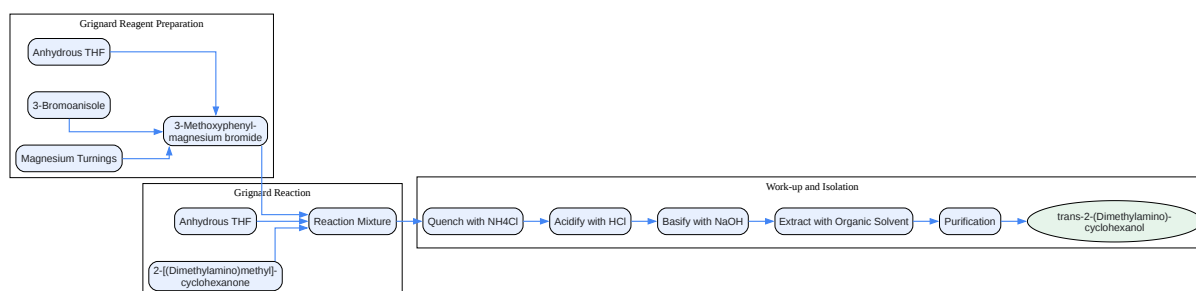 Grignard Reagent Preparation
Anhydrous THF
3-Bromoanisole
3-Methoxyphenyl-
magnesium bromide
Magnesium Turnings
Grignard Reaction
Anhydrous THF
Reaction Mixture
2-[(Dimethylamino)methyl]-
cyclohexanone
Work-up and Isolation
Quench with NH4Cl
Acidify with HCl
Basify with NaOH
Extract with Organic Solvent
Purification
trans-2-(Dimethylamino)-
cyclohexanol